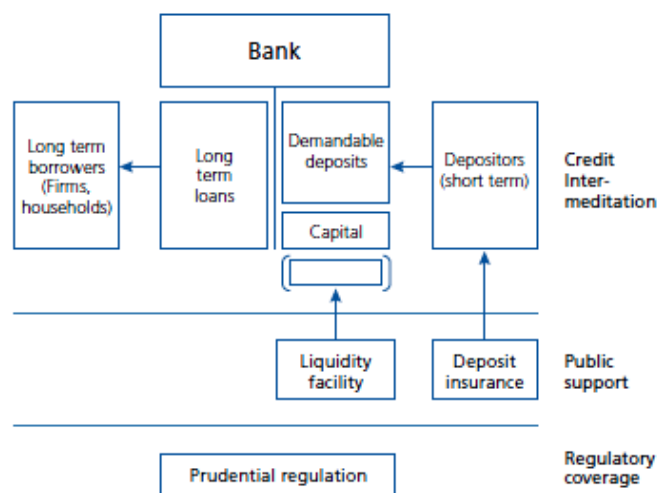 Bank
Long term
borrowers
(Firms,
households)
Long
term
loans
Demandable
deposits
Capital
Depositors
(short term)
Credit
Inter-
meditation
Liquidity
facility
Deposit
insurance
Public
support
Prudential regulation
Regulatory
coverage